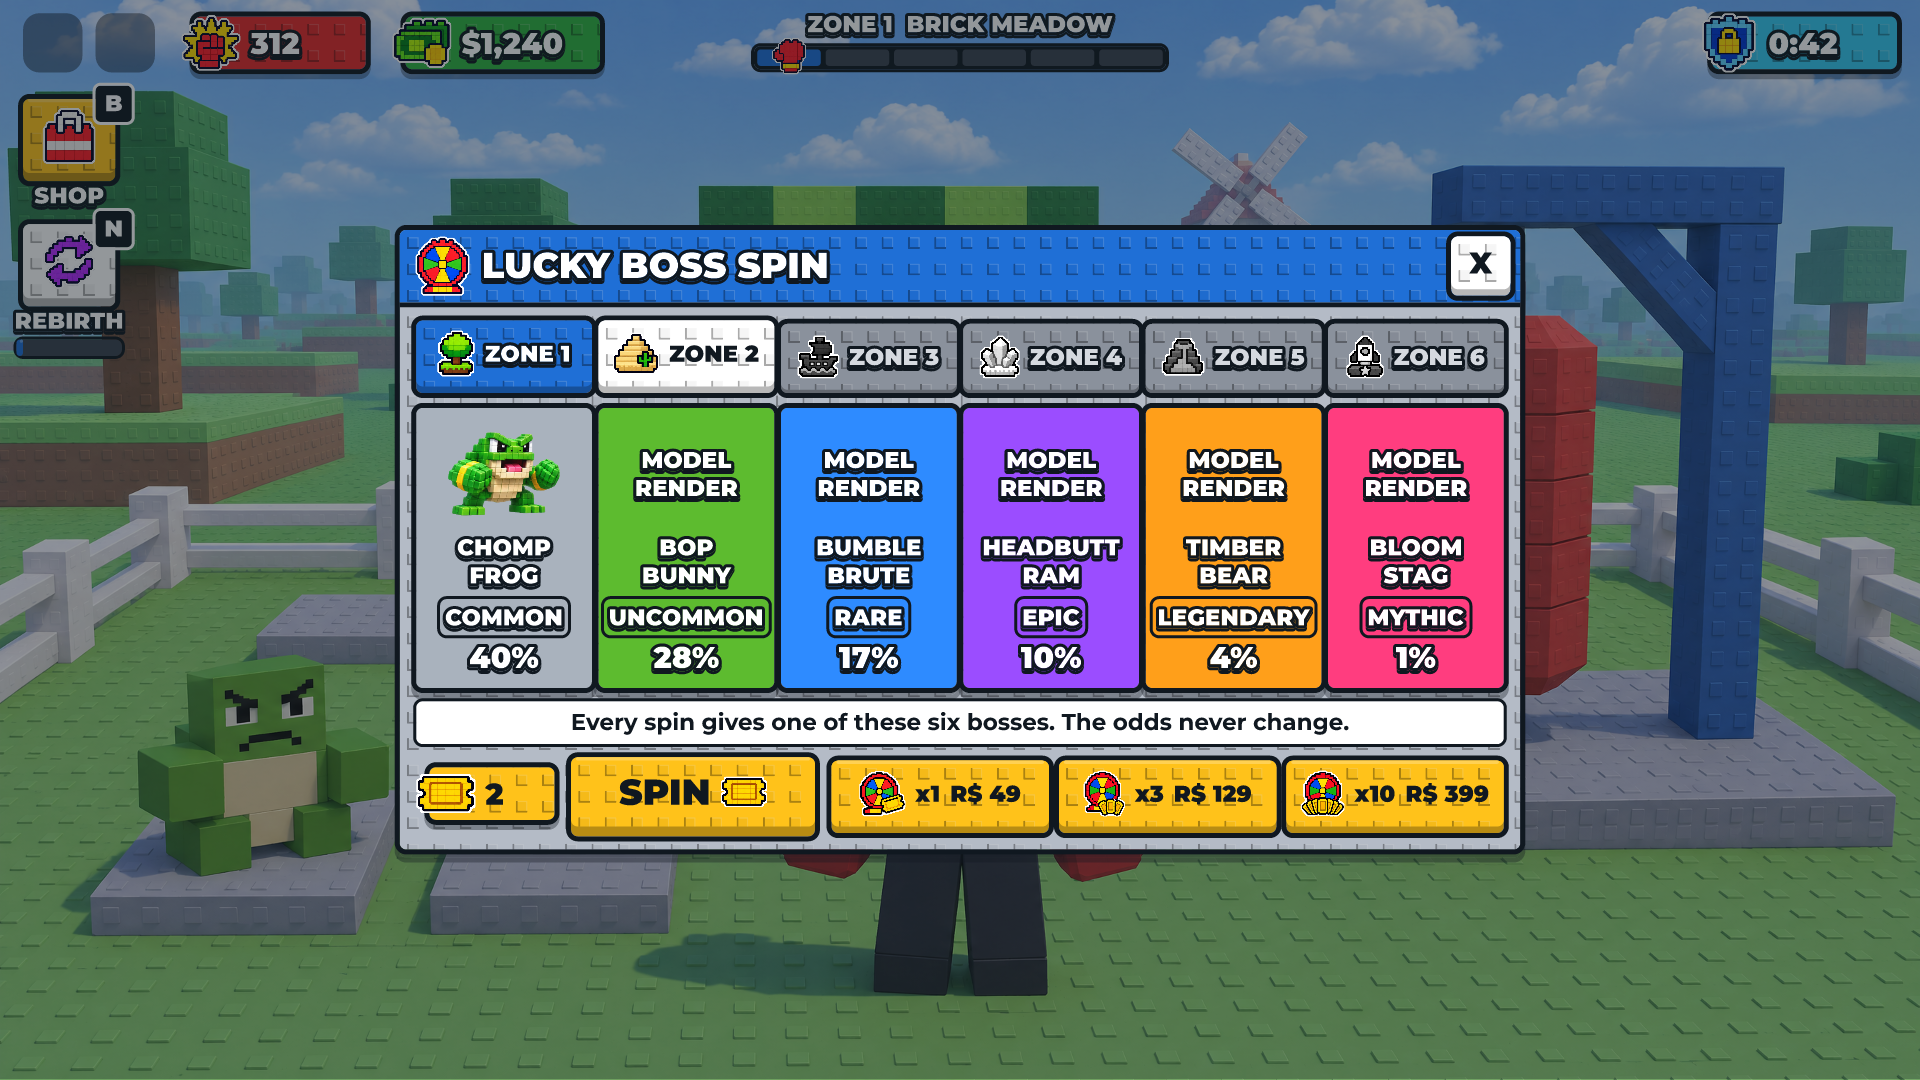 312
$1,240
ZONE 1 BRICK MEADOW
0:42
B
SHOP
N
REBIRTH
LUCKY BOSS SPIN
X
ZONE 1
ZONE 2
ZONE 3
ZONE 4
ZONE 5
ZONE 6
CHOMP
FROG
COMMON
40%
MODEL
RENDER
BOP
BUNNY
UNCOMMON
28%
MODEL
RENDER
BUMBLE
BRUTE
RARE
17%
MODEL
RENDER
HEADBUTT
RAM
EPIC
10%
MODEL
RENDER
TIMBER
BEAR
LEGENDARY
4%
MODEL
RENDER
BLOOM
STAG
MYTHIC
1%
Every spin gives one of these six bosses. The odds never change.
2
SPIN
x1 R$ 49
x3 R$ 129
x10 R$ 399